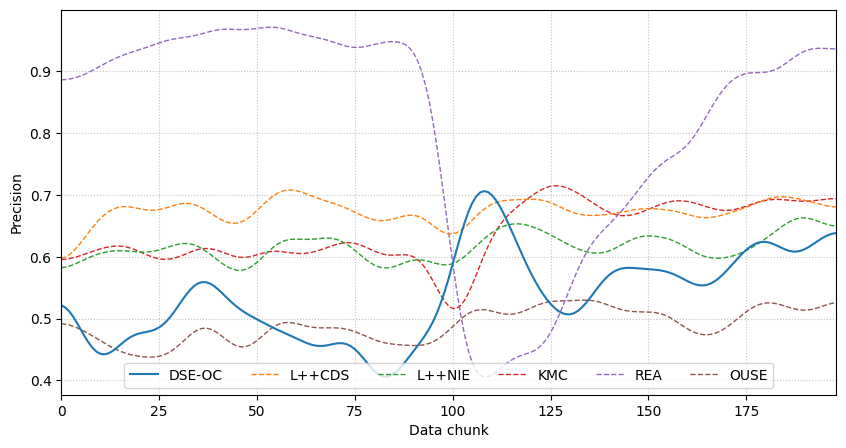 Precision
0.9
0.8
0.7
0.6
0.5
0.4
0 25 50 75 100 125 150 175
Data chunk
DSE-OC L++CDS L++NIE KMC REA OUSE